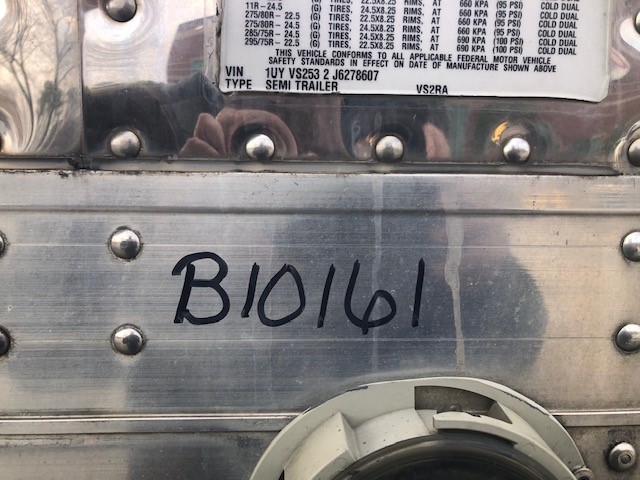 11R-24.5 (G) TIRES, 24.5X8.25 RIMS, AT 660 KPA (95 PSI) COLD DUAL
275/80R-22.5 (G) TIRES, 22.5X8.25 RIMS, AT 660 KPA (95 PSI) COLD DUAL
275/80R-24.5 (G) TIRES, 24.5X8.25 RIMS, AT 660 KPA (95 PSI) COLD DUAL
285/75R-24.5 (G) TIRES, 24.5X8.25 RIMS, AT 660 KPA (95 PSI) COLD DUAL
295/75R-22.5 (G) TIRES, 22.5X8.25 RIMS, AT 690 KPA (100 PSI) COLD DUAL
THIS VEHICLE CONFORMS TO ALL APPLICABLE FEDERAL MOTOR VEHICLE
SAFETY STANDARDS IN EFFECT ON DATE OF MANUFACTURE SHOWN ABOVE
VIN 1UY VS253 2 J6278607
TYPE SEMI TRAILER VS2RA
B10161